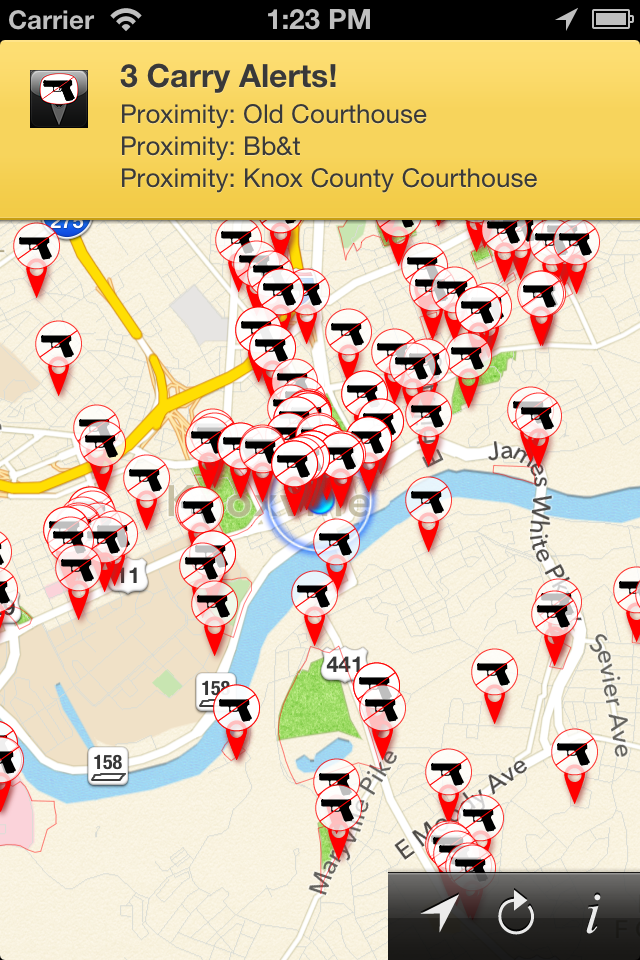 Carrier 1:23 PM
3 Carry Alerts!
Proximity: Old Courthouse
Proximity: Bb&t
Proximity: Knox County Courthouse
275
Knoxville
James White Pkwy
11
441
158
158
Sevier Ave
Maryville Pike
E Moody Ave
i